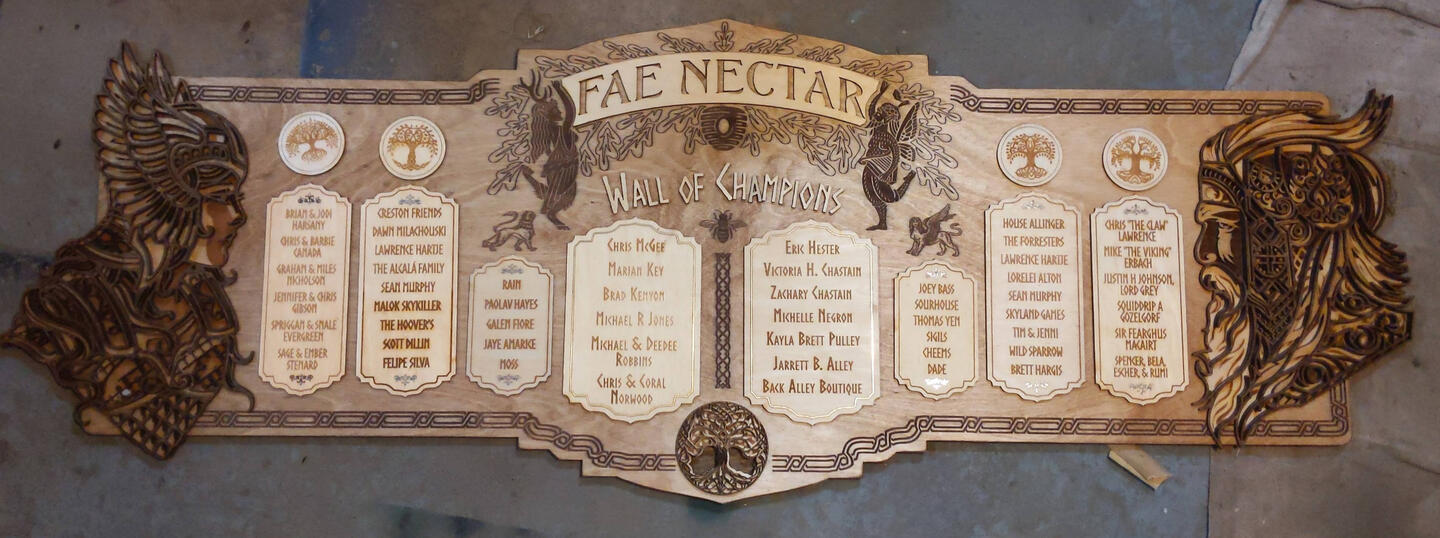 FAE NECTAR
WALL OF CHAMPIONS
BRIAN & JODI
HARSANY
CHRIS & BARBIE
CANADA
GRAHAM & MILES
NICHOLSON
JENNIFER & CHRIS
GIBSON
SPRIGGAN & SNALE
EVERGREEN
SAGE & EMBER
STENARD
CRESTON FRIENDS
DAWN MILACHOUSKI
LAWRENCE HARTJE
THE ALCALÁ FAMILY
SEAN MURPHY
MALOK SKYKILLER
THE HOOVER'S
SCOTT DILLIN
FELIPE SILVA
RAIN
PAOLAV HAYES
GALEN FIORE
JAYE AMARICE
MOSS
CHRIS MCGEE
MARIAH KEY
BRAD KENYON
MICHAEL R JONES
MICHAEL & DEEDEE
ROBBINS
CHRIS & CORAL
NORWOOD
ERIC HESTER
VICTORIA H. CHASTAIN
ZACHARY CHASTAIN
MICHELLE NEGRON
KAYLA BRETT PULLEY
JARRETT B. ALLEY
BACK ALLEY BOUTIQUE
JOEY BASS
SOURHOUSE
THOMAS YEN
SIGILS
CHEEMS
DADE
HOUSE ALLINGER
THE FORRESTERS
LAWRENCE HARTJE
LORELEI ALTON
SEAN MURPHY
SKYLAND GAMES
TIM & JENNI
WILD SPARROW
BRETT HARGIS
CHRIS "THE CLAW"
LAWRENCE
MIKE "THE VIKING"
ERBACH
JUSTIN H JOHNSON,
LORD GREY
SQUIDDRIP A
GOZELGORF
SIR FEARGHUS
MACAIRT
SPENCER, BELA,
ESCHER, & RUMI